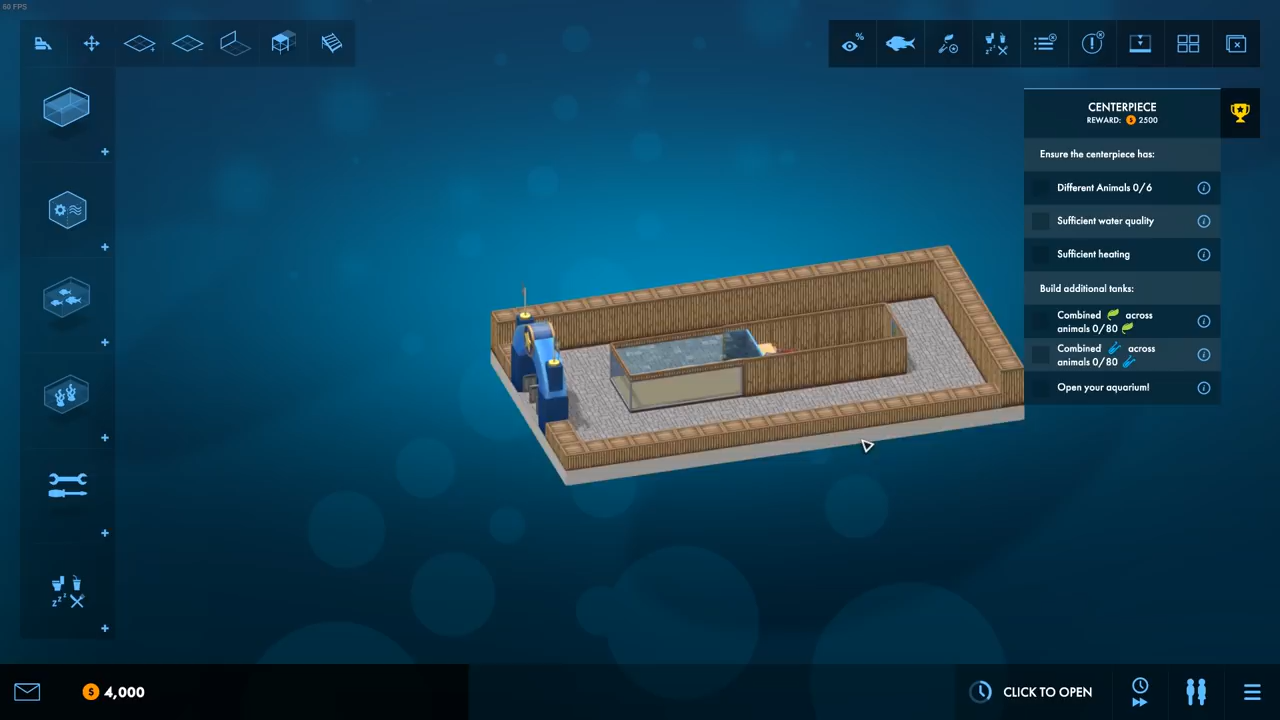 60 FPS
CENTERPIECE
REWARD: $ 2500
Ensure the centerpiece has:
Different Animals 0/6
Sufficient water quality
Sufficient heating
Build additional tanks:
Combined across
animals 0/80
Combined across
animals 0/80
Open your aquarium!
$ 4,000
CLICK TO OPEN